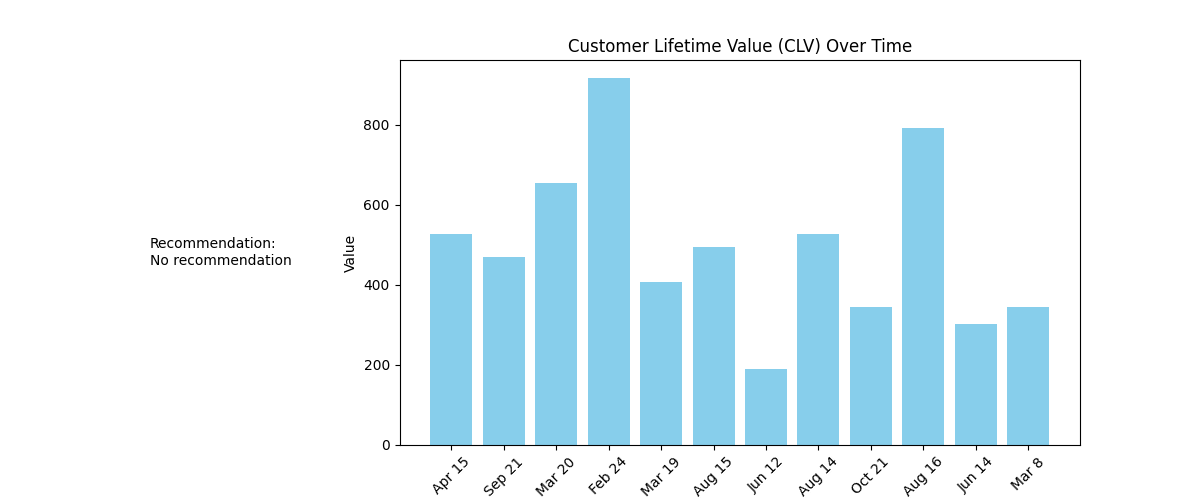 Customer Lifetime Value (CLV) Over Time
Recommendation:
No recommendation
Value
800
600
400
200
0
Apr 15
Sep 21
Mar 20
Feb 24
Mar 19
Aug 15
Jun 12
Aug 14
Oct 21
Aug 16
Jun 14
Mar 8